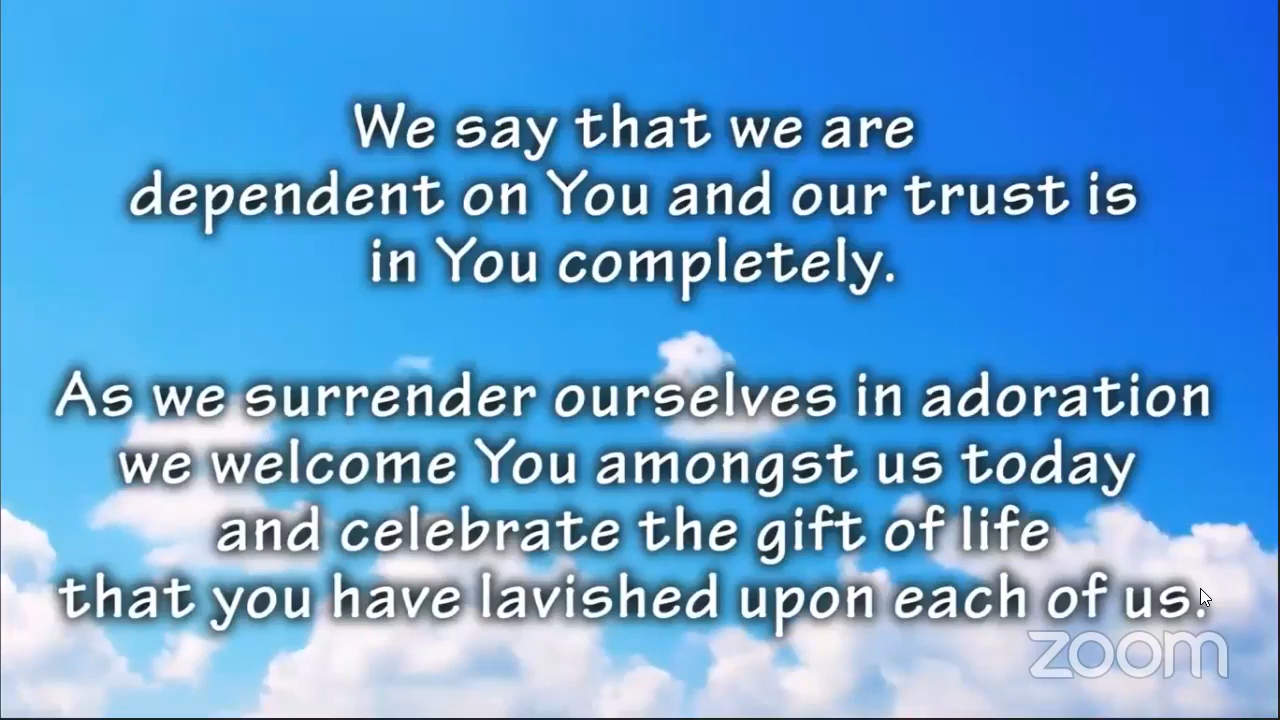 We say that we are
dependent on You and our trust is
in You completely.
As we surrender ourselves in adoration
we welcome You amongst us today
and celebrate the gift of life
that you have lavished upon each of us.
zoom